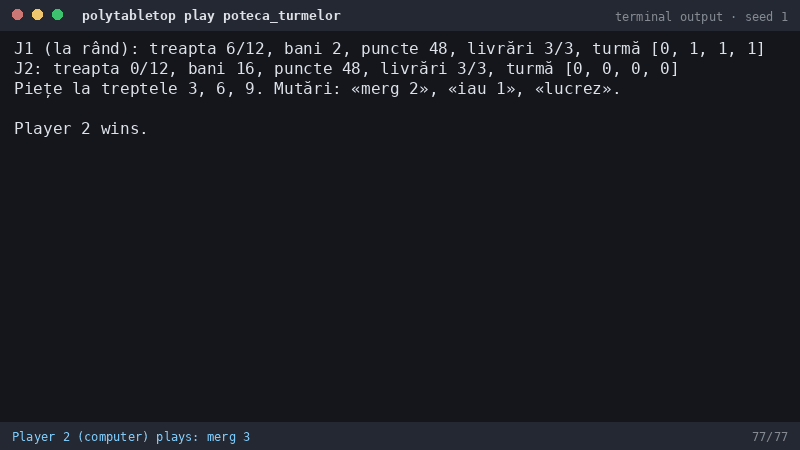 polytabletop play poteca_turmelor
terminal output · seed 1
J1 (la rând): treapta 6/12, bani 2, puncte 48, livrări 3/3, turmă [0, 1, 1, 1]
J2: treapta 0/12, bani 16, puncte 48, livrări 3/3, turmă [0, 0, 0, 0]
Piețe la treptele 3, 6, 9. Mutări: «merg 2», «iau 1», «lucrez».
Player 2 wins.
Player 2 (computer) plays: merg 3
77/77